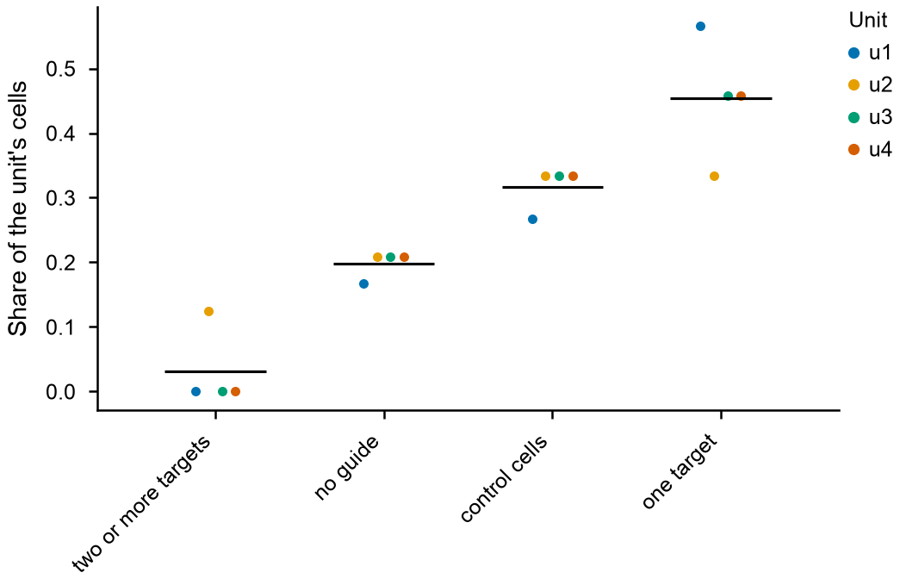 Share of the unit's cells
0.5
0.4
0.3
0.2
0.1
0.0
two or more targets
no guide
control cells
one target
Unit
u1
u2
u3
u4